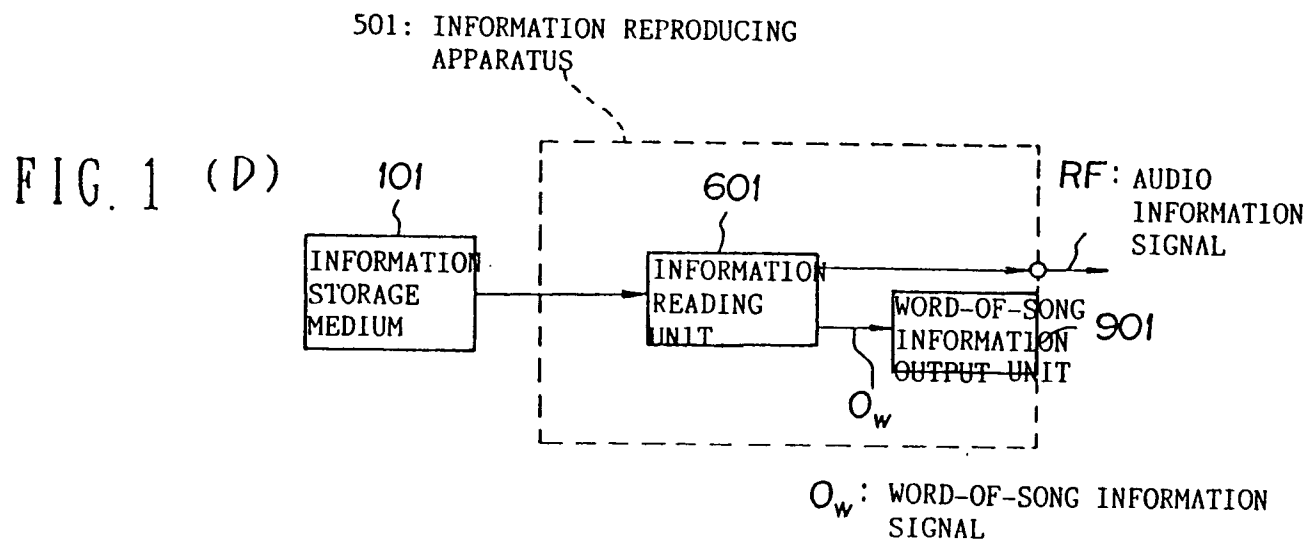 501: INFORMATION REPRODUCING
APPARATUS
FIG. 1 (D)
101
601
RF: AUDIO
INFORMATION
SIGNAL
INFORMATION
STORAGE
MEDIUM
INFORMATION
READING
UNIT
WORD-OF-SONG
INFORMATION
OUTPUT UNIT
901
Ow
Ow: WORD-OF-SONG INFORMATION
SIGNAL